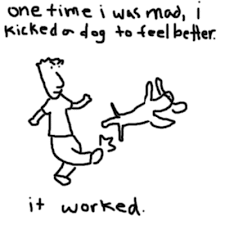 one time i was mad, i
kicked a dog to feel better.
it worked.